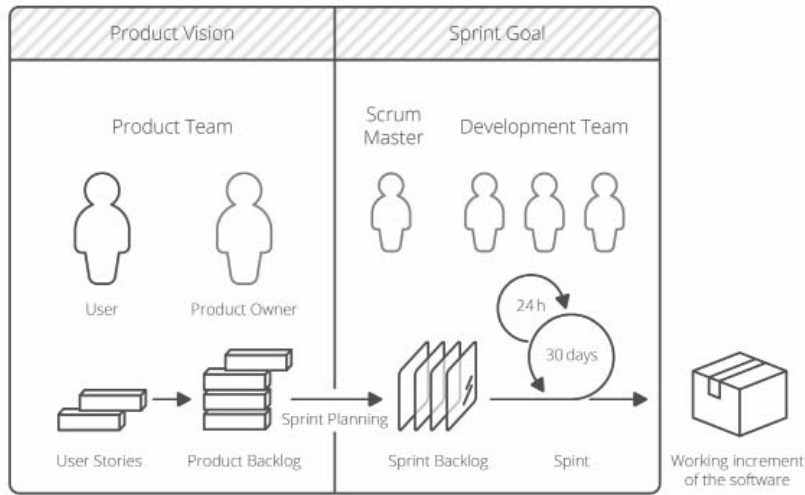 Product Vision
Sprint Goal
Product Team
Scrum
Master
Development Team
User
Product Owner
24 h
30 days
Sprint Planning
User Stories
Product Backlog
Sprint Backlog
Spint
Working increment
of the software